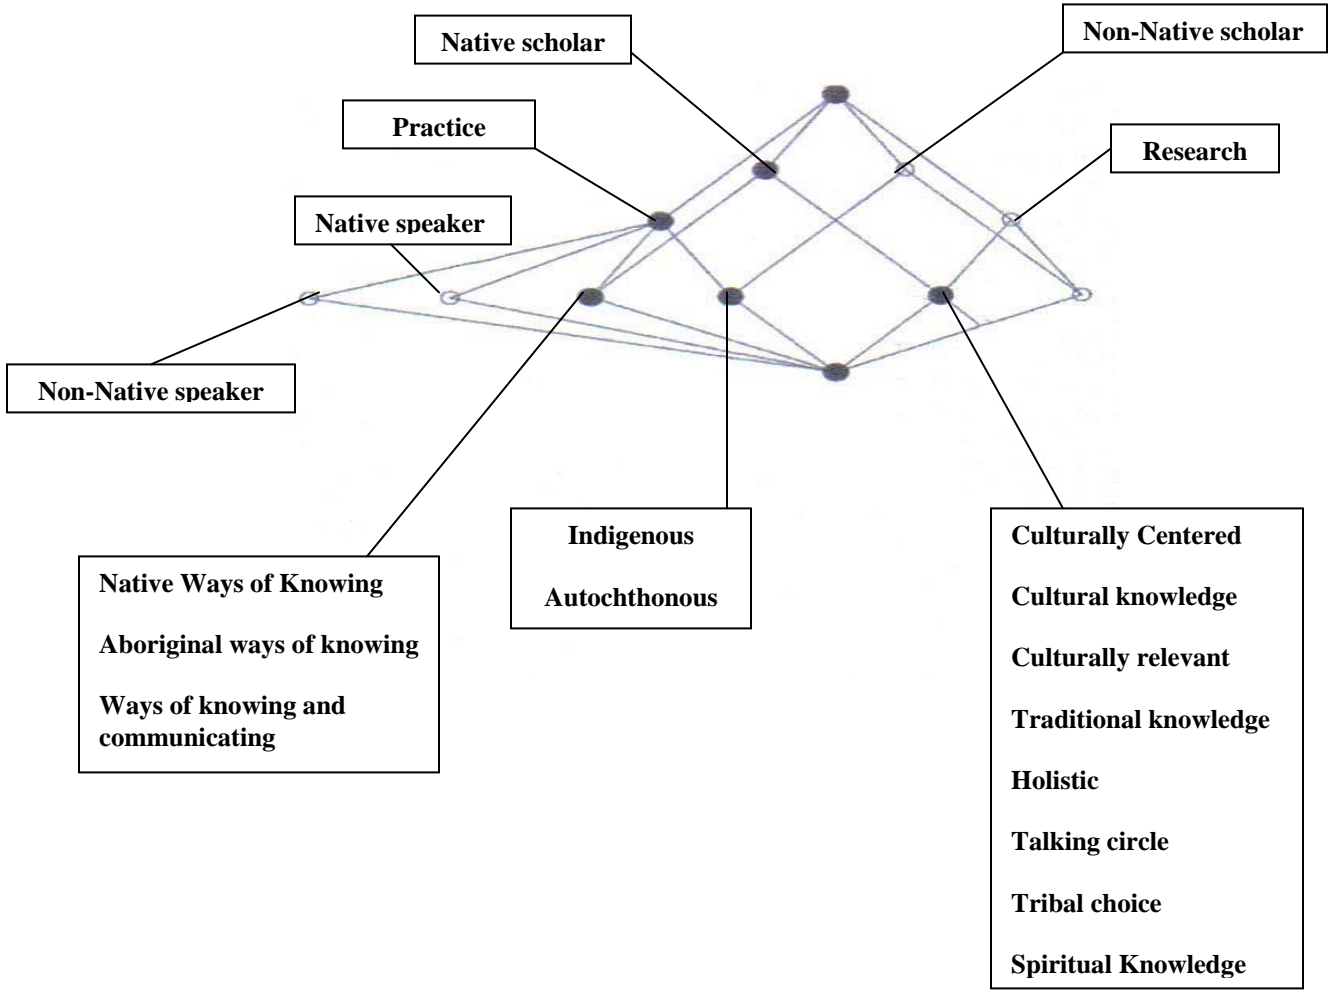 Native scholar
Non-Native scholar
Practice
Research
Native speaker
Non-Native speaker
Native Ways of Knowing
Aboriginal ways of knowing
Ways of knowing and
communicating
Indigenous
Autochthonous
Culturally Centered
Cultural knowledge
Culturally relevant
Traditional knowledge
Holistic
Talking circle
Tribal choice
Spiritual Knowledge